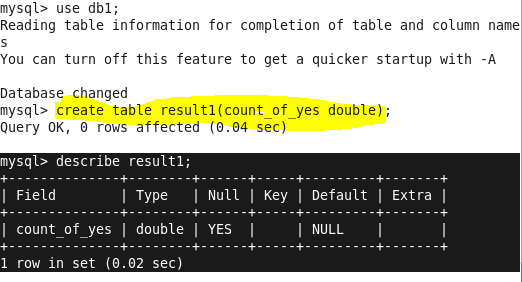 mysql> use db1;
Reading table information for completion of table and column name
s
You can turn off this feature to get a quicker startup with -A
Database changed
mysql> create table result1(count_of_yes double);
Query OK, 0 rows affected (0.04 sec)
mysql> describe result1;
+--------------+--------+------+-----+---------+-------+
| Field        | Type   | Null | Key | Default | Extra |
+--------------+--------+------+-----+---------+-------+
| count_of_yes | double | YES  |     | NULL    |       |
+--------------+--------+------+-----+---------+-------+
1 row in set (0.02 sec)